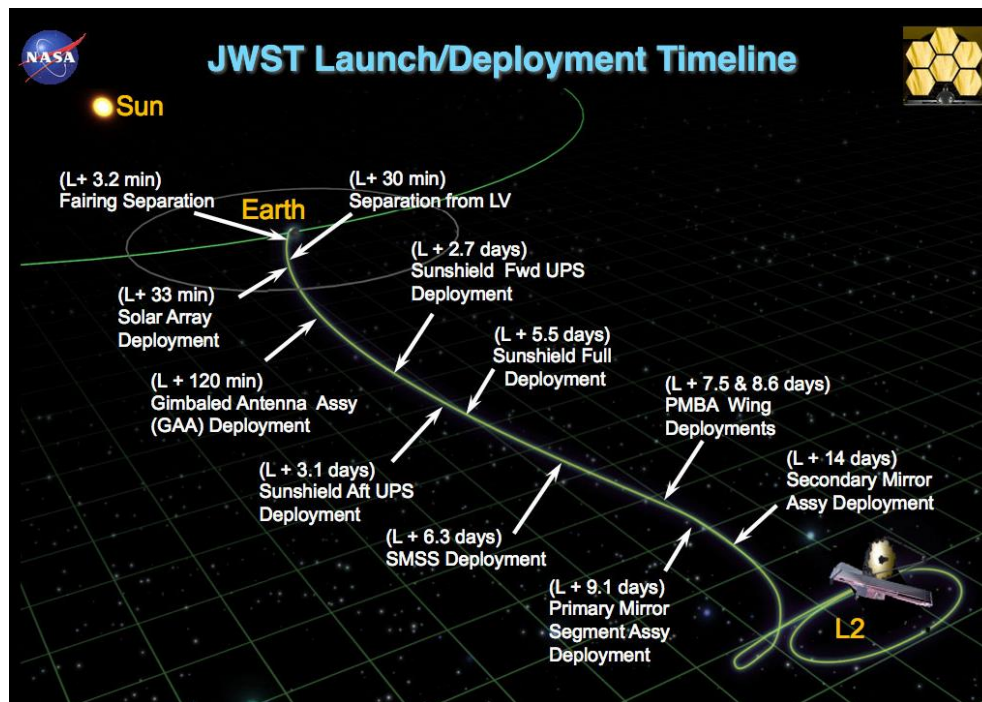 NASA
JWST Launch/Deployment Timeline
Sun
(L+ 3.2 min)
Fairing Separation
(L+ 30 min)
Separation from LV
Earth
(L + 2.7 days)
Sunshield Fwd UPS
Deployment
(L+ 33 min)
Solar Array
Deployment
(L + 5.5 days)
Sunshield Full
Deployment
(L + 120 min)
Gimbaled Antenna Assy
(GAA) Deployment
(L + 7.5 & 8.6 days)
PMBA Wing
Deployments
(L + 3.1 days)
Sunshield Aft UPS
Deployment
(L + 14 days)
Secondary Mirror
Assy Deployment
(L + 6.3 days)
SMSS Deployment
(L + 9.1 days)
Primary Mirror
Segment Assy
Deployment
L2